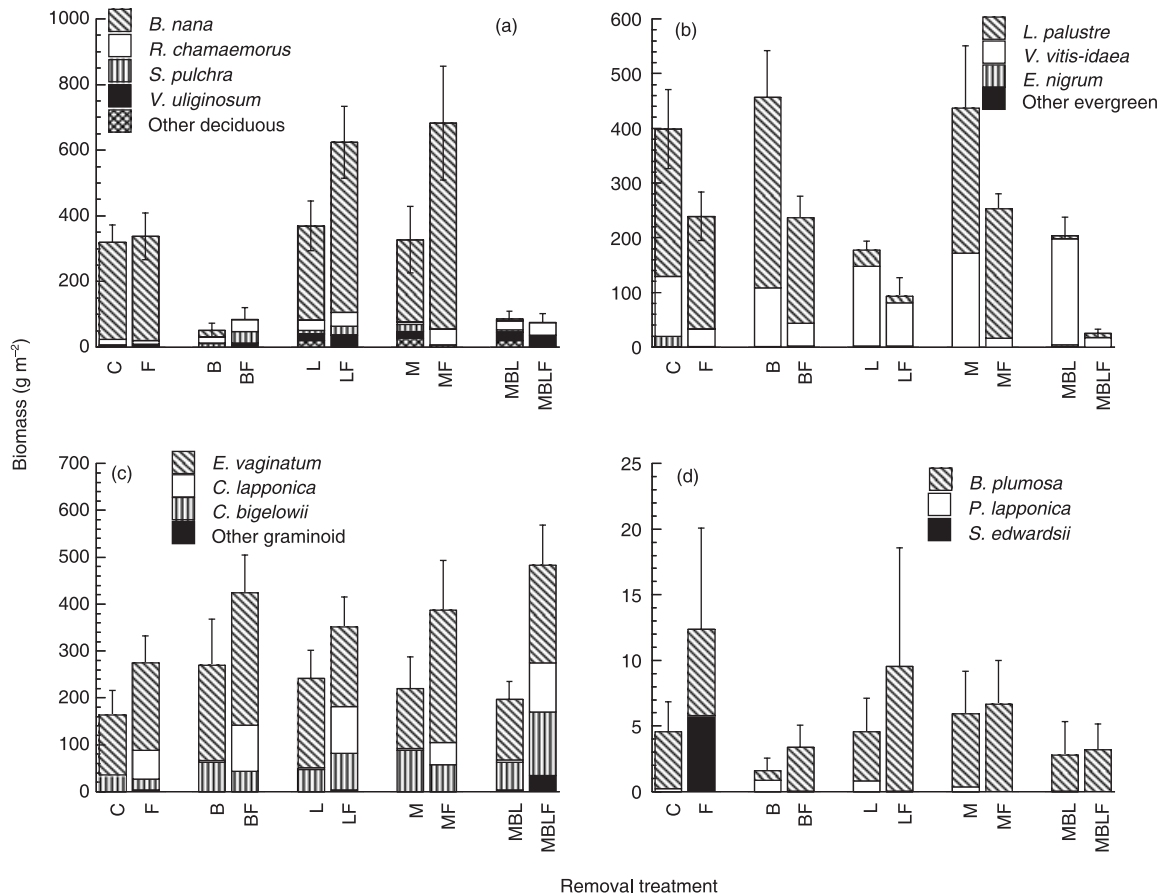 (a)
B. nana
R. chamaemorus
S. pulchra
V. uliginosum
Other deciduous
1000
800
600
400
200
0
C F B BF L LF M MF MBL MBLF
(b)
L. palustre
V. vitis-idaea
E. nigrum
Other evergreen
600
500
400
300
200
100
0
C F B BF L LF M MF MBL MBLF
Biomass (g m⁻²)
(c)
E. vaginatum
C. lapponica
C. bigelowii
Other graminoid
700
600
500
400
300
200
100
0
C F B BF L LF M MF MBL MBLF
(d)
B. plumosa
P. lapponica
S. edwardsii
25
20
15
10
5
0
C F B BF L LF M MF MBL MBLF
Removal treatment